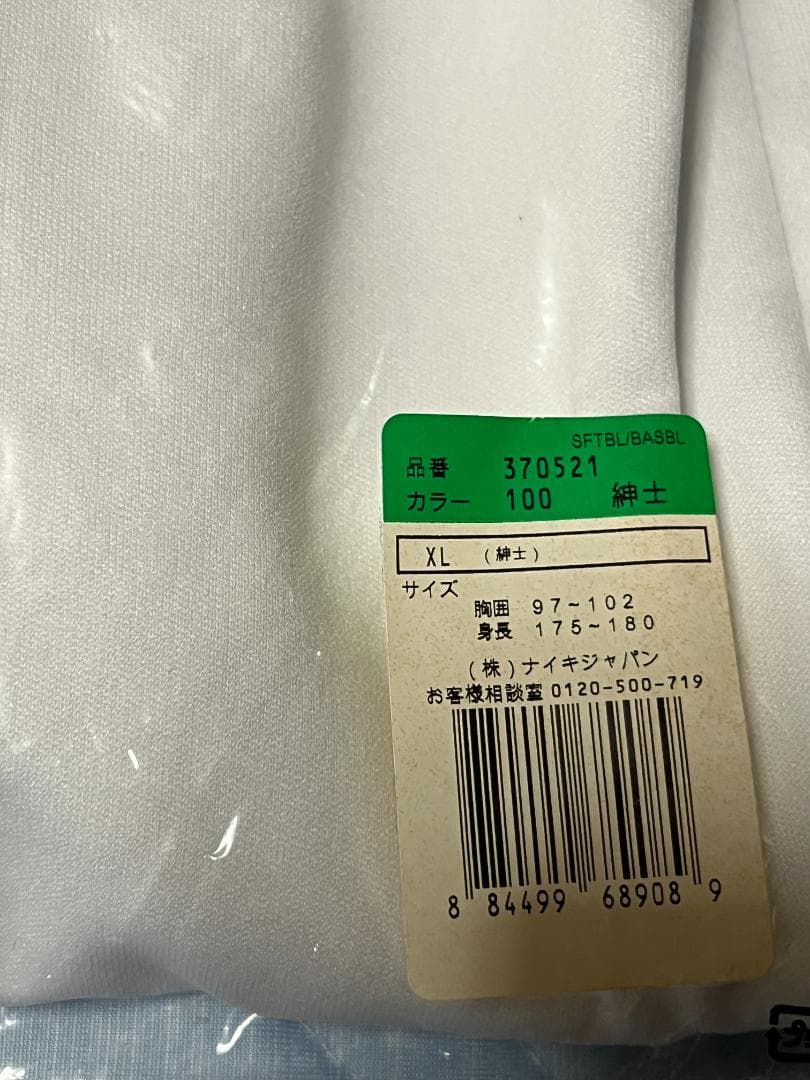 SFTBL/BASBL
品番 370521
カラー 100 紳士
XL (紳士)
サイズ
胸囲 97~102
身長 175~180
(株)ナイキジャパン
お客様相談室 0120-500-719
8 84499 68908 9